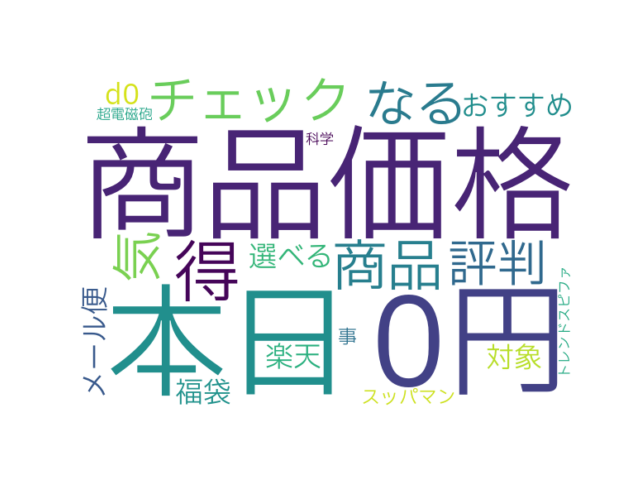 d0
チェック
なる
おすすめ
超電磁砲
科学
商品価格
気
得
選べる
商品
評判
メール便
本日
0円
トレンドスピファ
楽天
事
対象
福袋
スッパマン